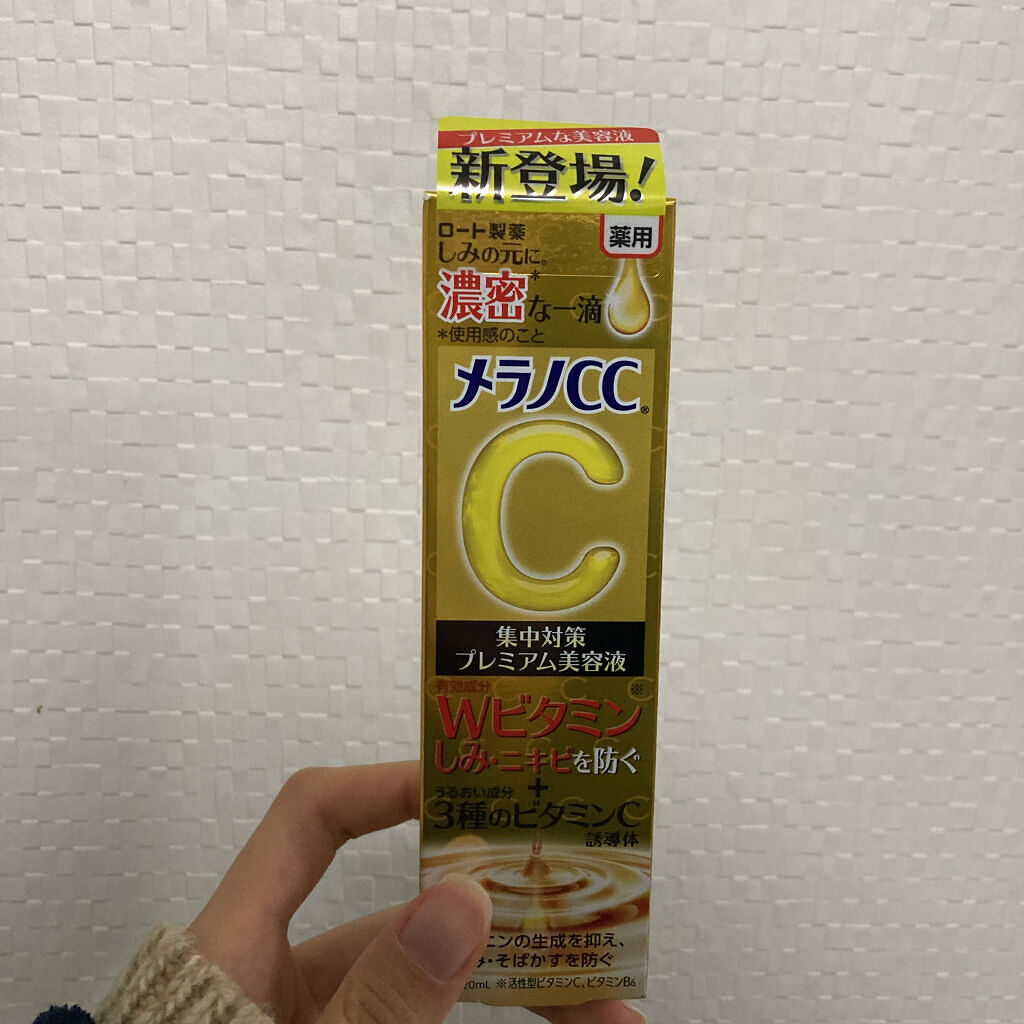 プレミアムな美容液
新登場!
薬用
ロート製薬
しみの元に。
濃密*な一滴
*使用感のこと
メラノCC®
C
集中対策
プレミアム美容液
有効成分
Wビタミン※
しみ・ニキビを防ぐ
+
うるおい成分
3種のビタミンC
誘導体
ニンの生成を抑え、
・そばかすを防ぐ
20mL ※活性型ビタミンC、ビタミンB6